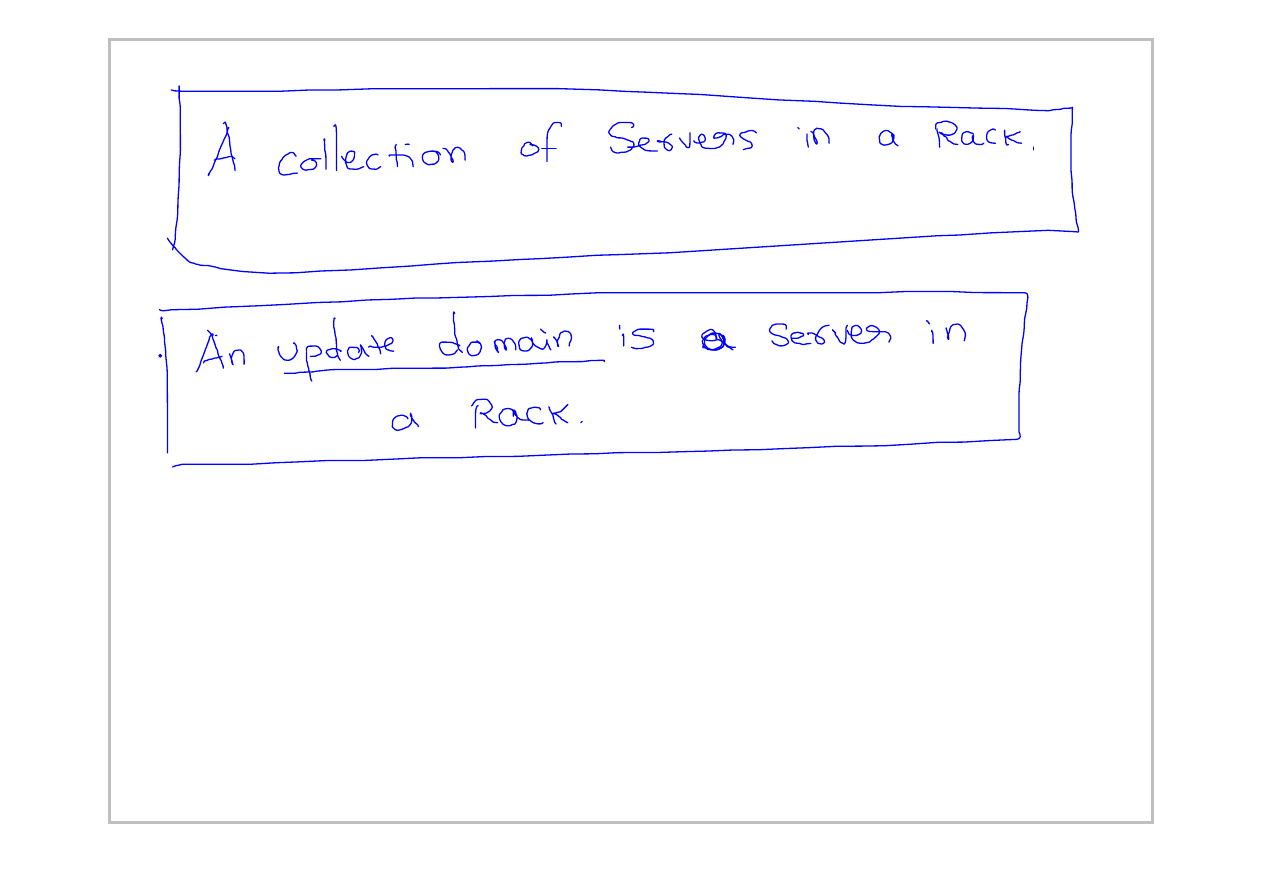 A collection of Servers in a Rack.
An update domain is a Server in
a Rack.